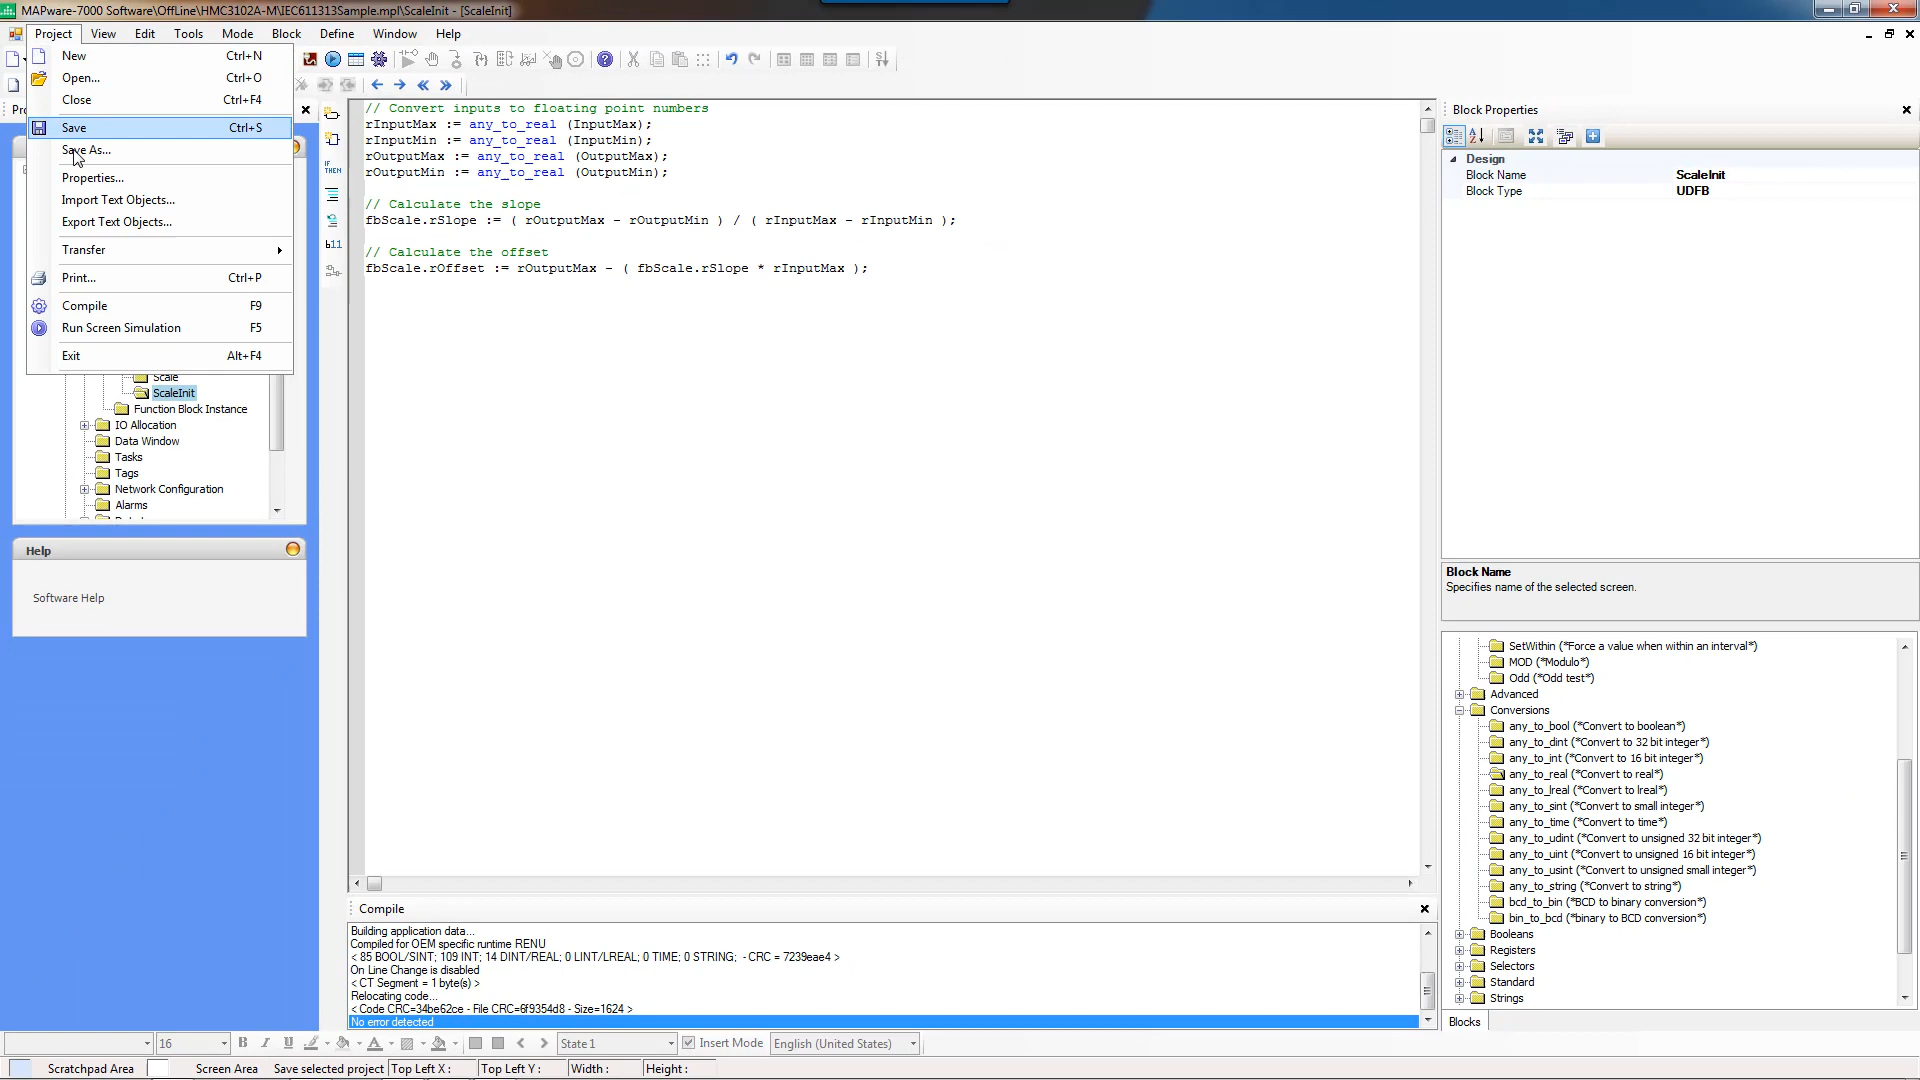 MAPware-7000 Software\OffLine\HMC3102A-M\IEC611313Sample.mpl\ScaleInit - [ScaleInit]
Project View Edit Tools Mode Block Define Window Help
New Ctrl+N
Open... Ctrl+O
Close Ctrl+F4
Save Ctrl+S
Save As...
Properties...
Import Text Objects...
Export Text Objects...
Transfer
Print... Ctrl+P
Compile F9
Run Screen Simulation F5
Exit Alt+F4
Scale
ScaleInit
Function Block Instance
IO Allocation
Data Window
Tasks
Tags
Network Configuration
Alarms
Help
Software Help
IF
THEN
b11
// Convert inputs to floating point numbers
rInputMax := any_to_real (InputMax);
rInputMin := any_to_real (InputMin);
rOutputMax := any_to_real (OutputMax);
rOutputMin := any_to_real (OutputMin);
// Calculate the slope
fbScale.rSlope := ( rOutputMax - rOutputMin ) / ( rInputMax - rInputMin );
// Calculate the offset
fbScale.rOffset := rOutputMax - ( fbScale.rSlope * rInputMax );
Compile
Building application data...
Compiled for OEM specific runtime RENU
< 85 BOOL/SINT; 109 INT; 14 DINT/REAL; 0 LINT/LREAL; 0 TIME; 0 STRING; - CRC = 7239eae4 >
On Line Change is disabled
< CT Segment = 1 byte(s) >
Relocating code...
< Code CRC=34be62ce - File CRC=6f9354d8 - Size=1624 >
No error detected
Block Properties
Design
Block Name ScaleInit
Block Type UDFB
Block Name
Specifies name of the selected screen.
SetWithin (*Force a value when within an interval*)
MOD (*Modulo*)
Odd (*Odd test*)
Advanced
Conversions
any_to_bool (*Convert to boolean*)
any_to_dint (*Convert to 32 bit integer*)
any_to_int (*Convert to 16 bit integer*)
any_to_real (*Convert to real*)
any_to_lreal (*Convert to lreal*)
any_to_sint (*Convert to small integer*)
any_to_time (*Convert to time*)
any_to_udint (*Convert to unsigned 32 bit integer*)
any_to_uint (*Convert to unsigned 16 bit integer*)
any_to_usint (*Convert to unsigned small integer*)
any_to_string (*Convert to string*)
bcd_to_bin (*BCD to binary conversion*)
bin_to_bcd (*binary to BCD conversion*)
Booleans
Registers
Selectors
Standard
Strings
Blocks
16 B I U A State 1 Insert Mode English (United States)
Scratchpad Area Screen Area Save selected project Top Left X : Top Left Y : Width : Height :